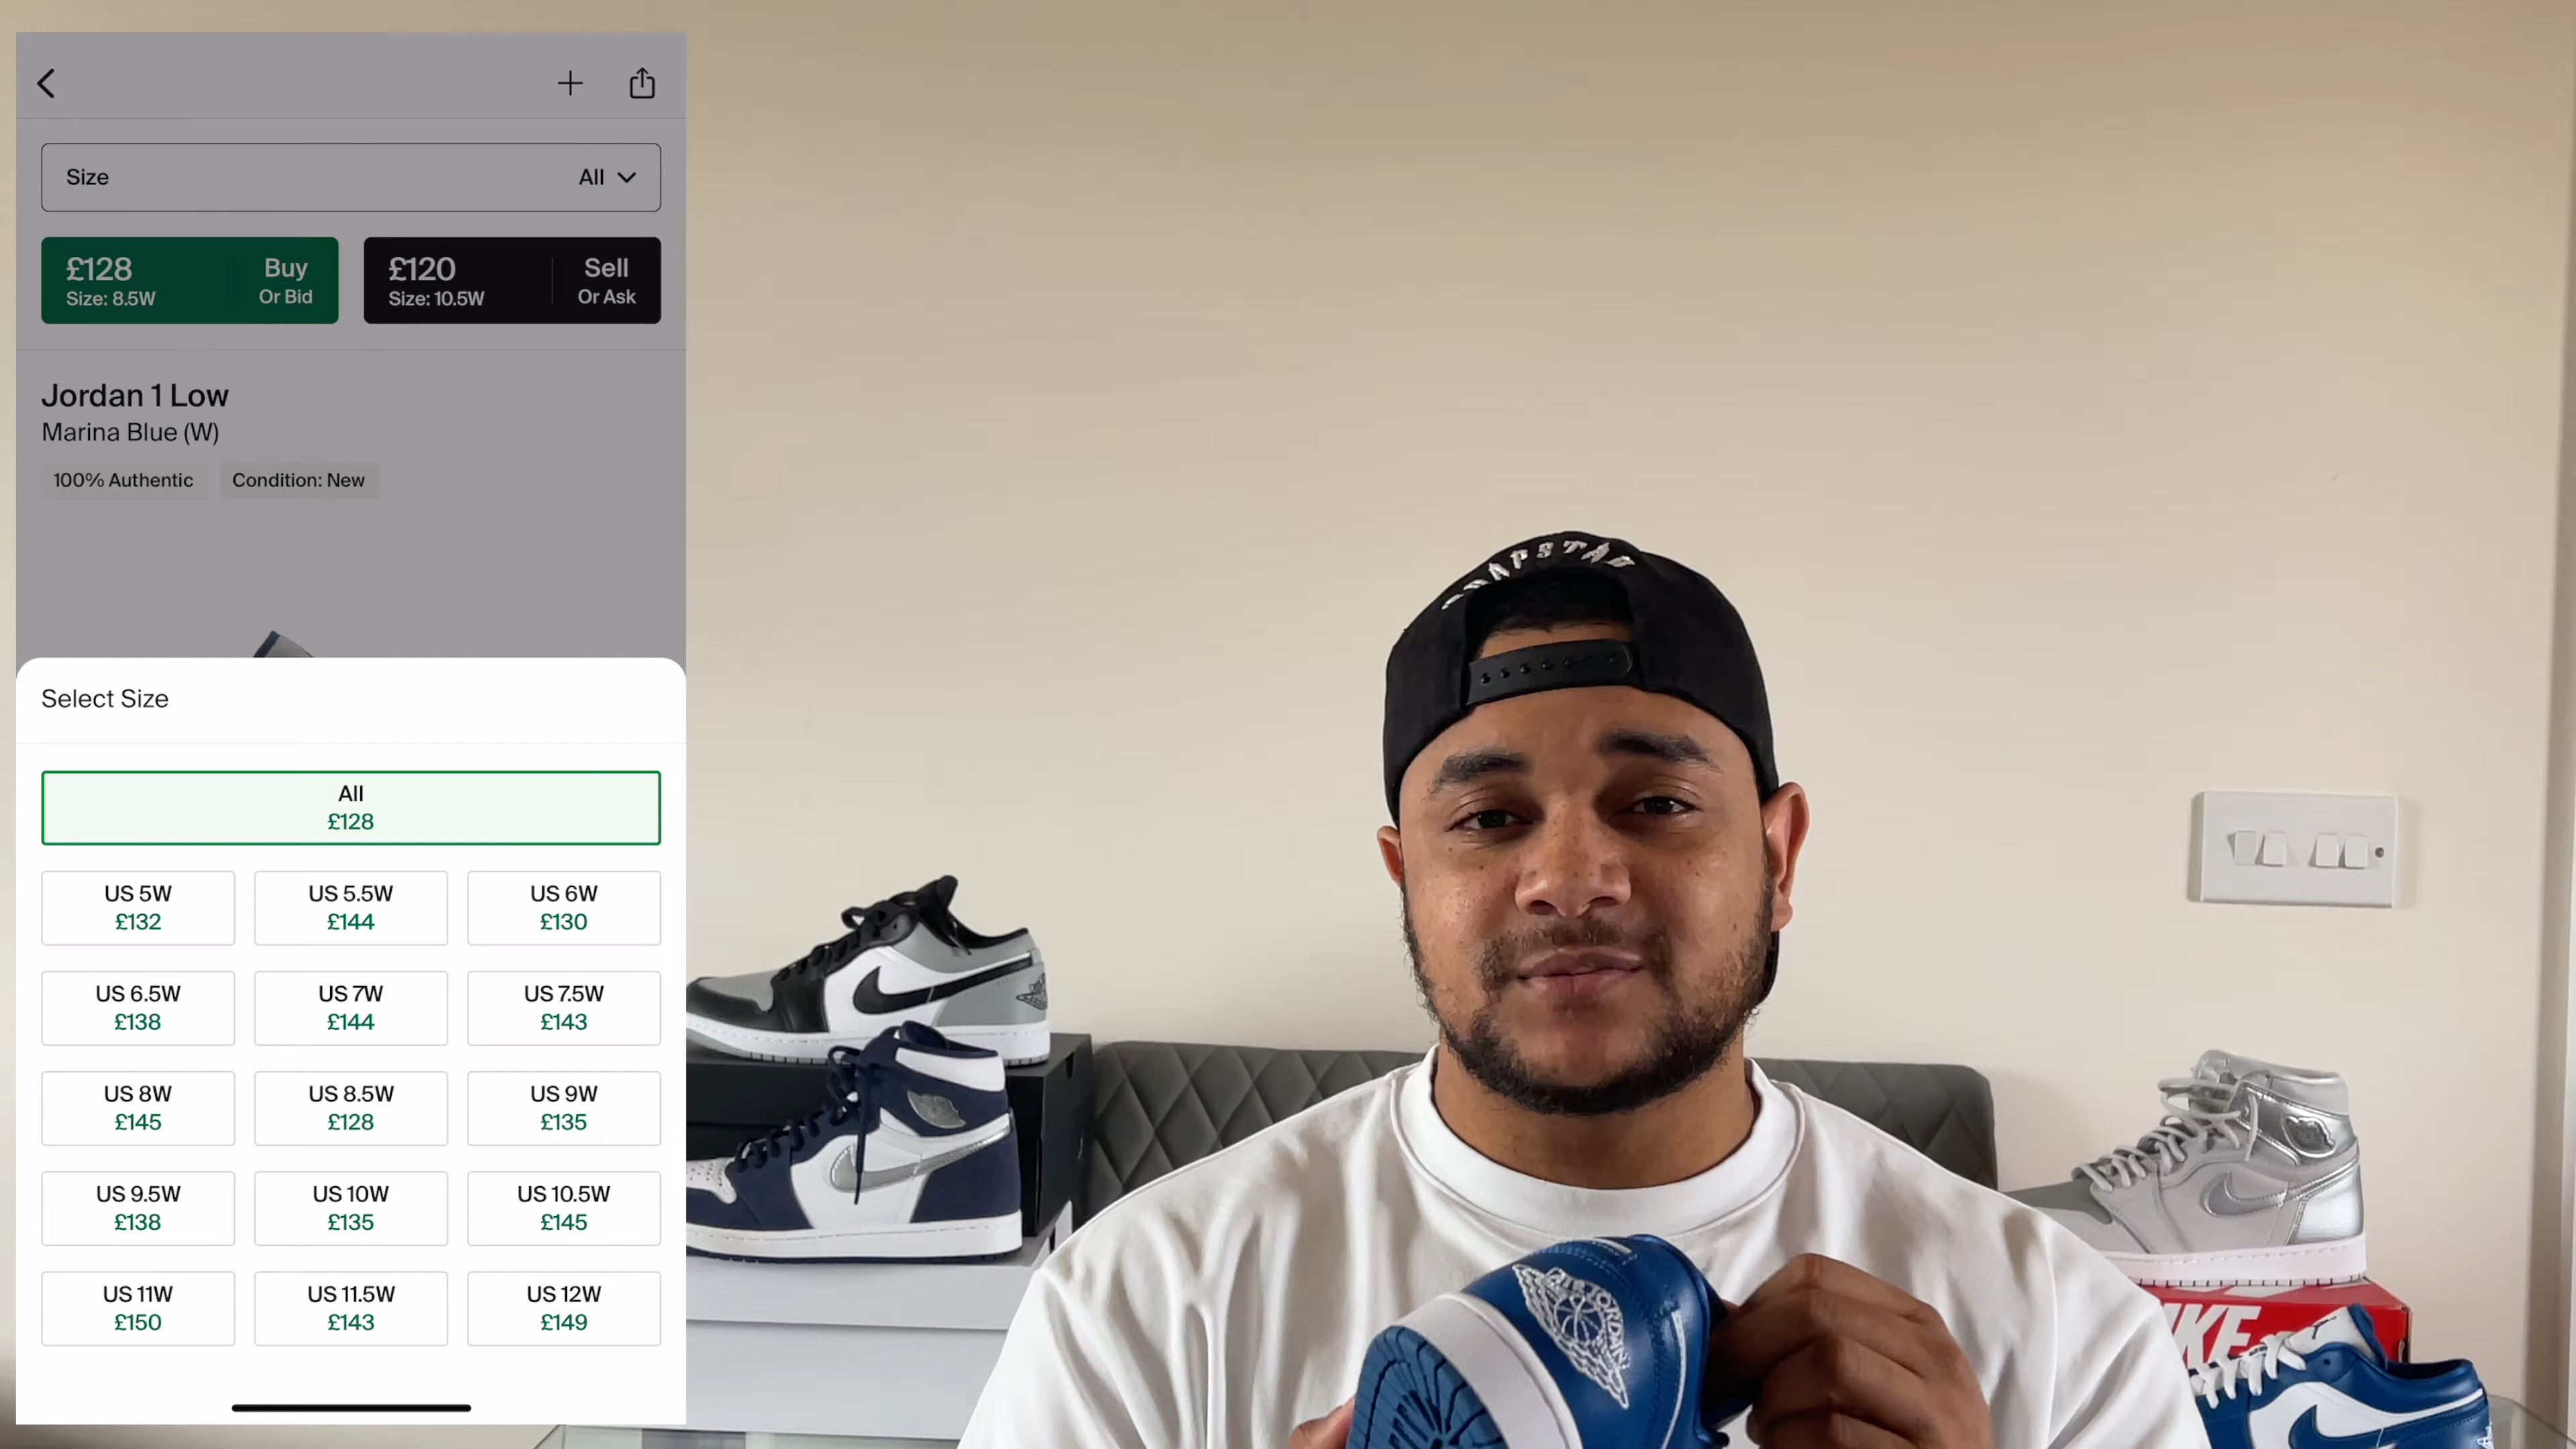 Size All
£128 Buy
Size: 8.5W Or Bid
£120 Sell
Size: 10.5W Or Ask
Jordan 1 Low
Marina Blue (W)
100% Authentic Condition: New
Select Size
All
£128
US 5W US 5.5W US 6W
£132 £144 £130
US 6.5W US 7W US 7.5W
£138 £144 £143
US 8W US 8.5W US 9W
£145 £128 £135
US 9.5W US 10W US 10.5W
£138 £135 £145
US 11W US 11.5W US 12W
£150 £143 £149
AIR JORDAN